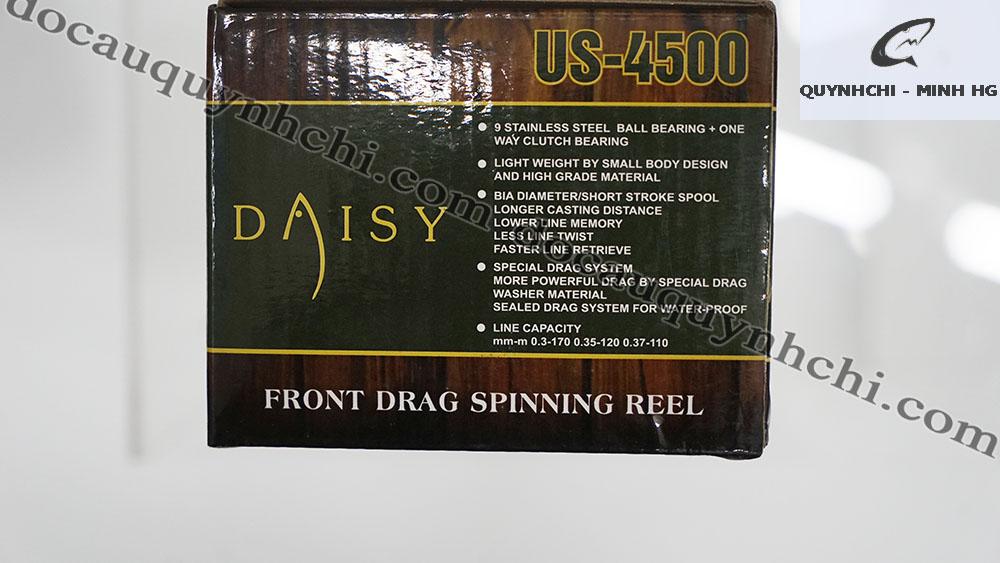 US-4500
QUYNHCHI - MINH HG
9 STAINLESS STEEL BALL BEARING + ONE
WAY CLUTCH BEARING
LIGHT WEIGHT BY SMALL BODY DESIGN
AND HIGH GRADE MATERIAL
BIA DIAMETER/SHORT STROKE SPOOL
LONGER CASTING DISTANCE
LOWER LINE MEMORY
LESS LINE TWIST
FASTER LINE RETRIEVE
DAISY
SPECIAL DRAG SYSTEM
MORE POWERFUL DRAG BY SPECIAL DRAG
WASHER MATERIAL
SEALED DRAG SYSTEM FOR WATER-PROOF
LINE CAPACITY
mm-m 0.3-170 0.35-120 0.37-110
FRONT DRAG SPINNING REEL
docauquynhchi.com
docauquynhchi.com